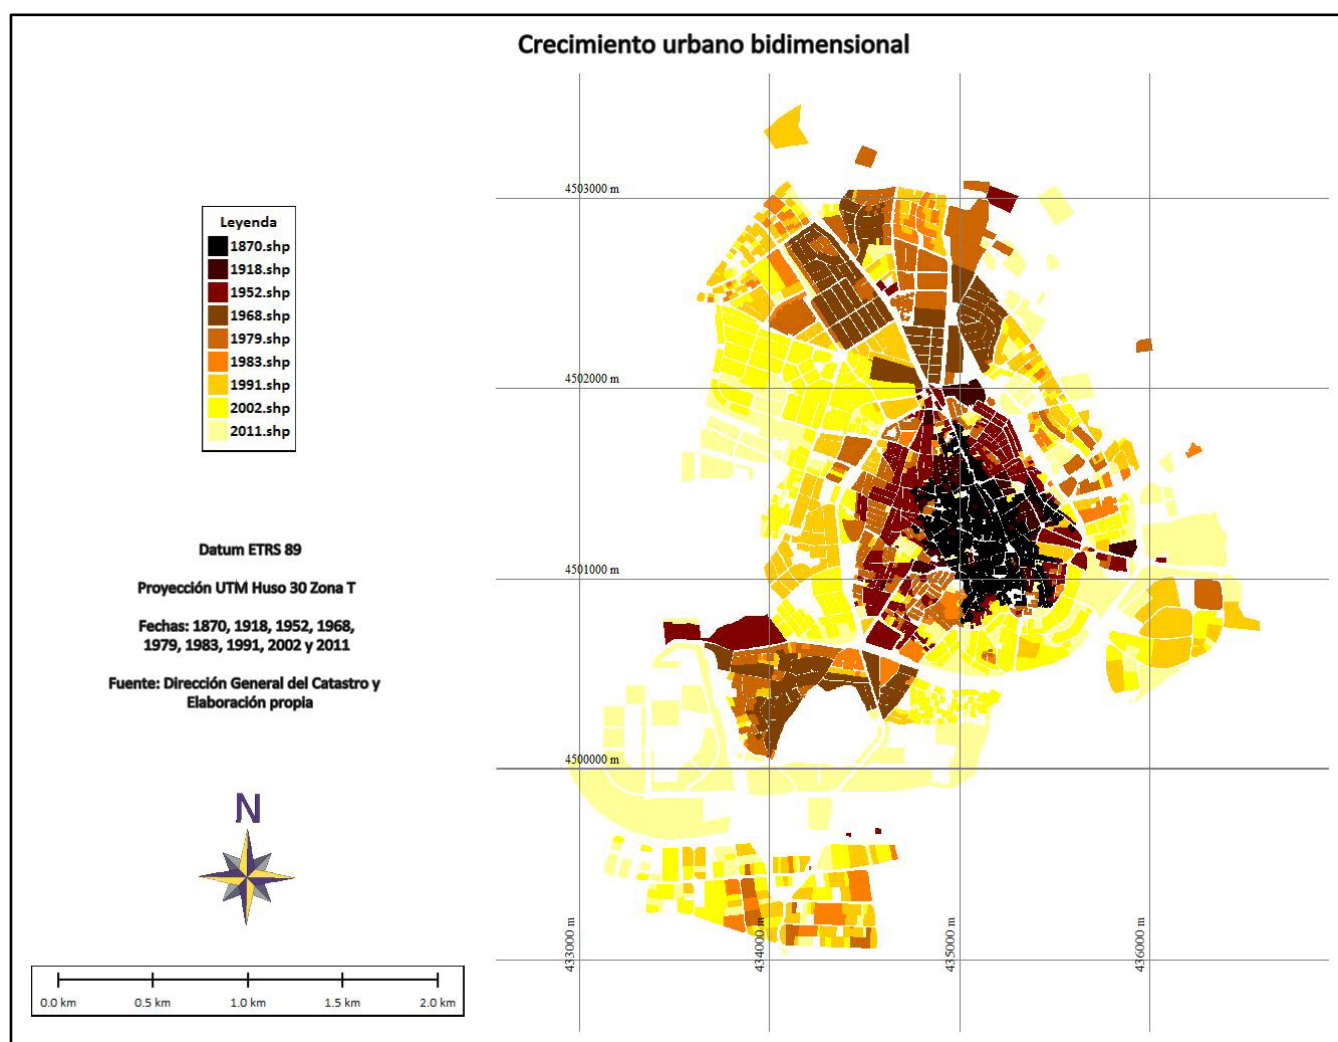 Crecimiento urbano bidimensional
4503000 m
Leyenda
1870.shp
1918.shp
1952.shp
1968.shp
1979.shp
1983.shp
1991.shp
2002.shp
2011.shp
4502000 m
Datum ETRS 89
Proyección UTM Huso 30 Zona T
Fechas: 1870, 1918, 1952, 1968,
1979, 1983, 1991, 2002 y 2011
Fuente: Dirección General del Catastro y
Elaboración propia
4501000 m
4500000 m
N
433000 m
434000 m
435000 m
436000 m
0.0 km
0.5 km
1.0 km
1.5 km
2.0 km